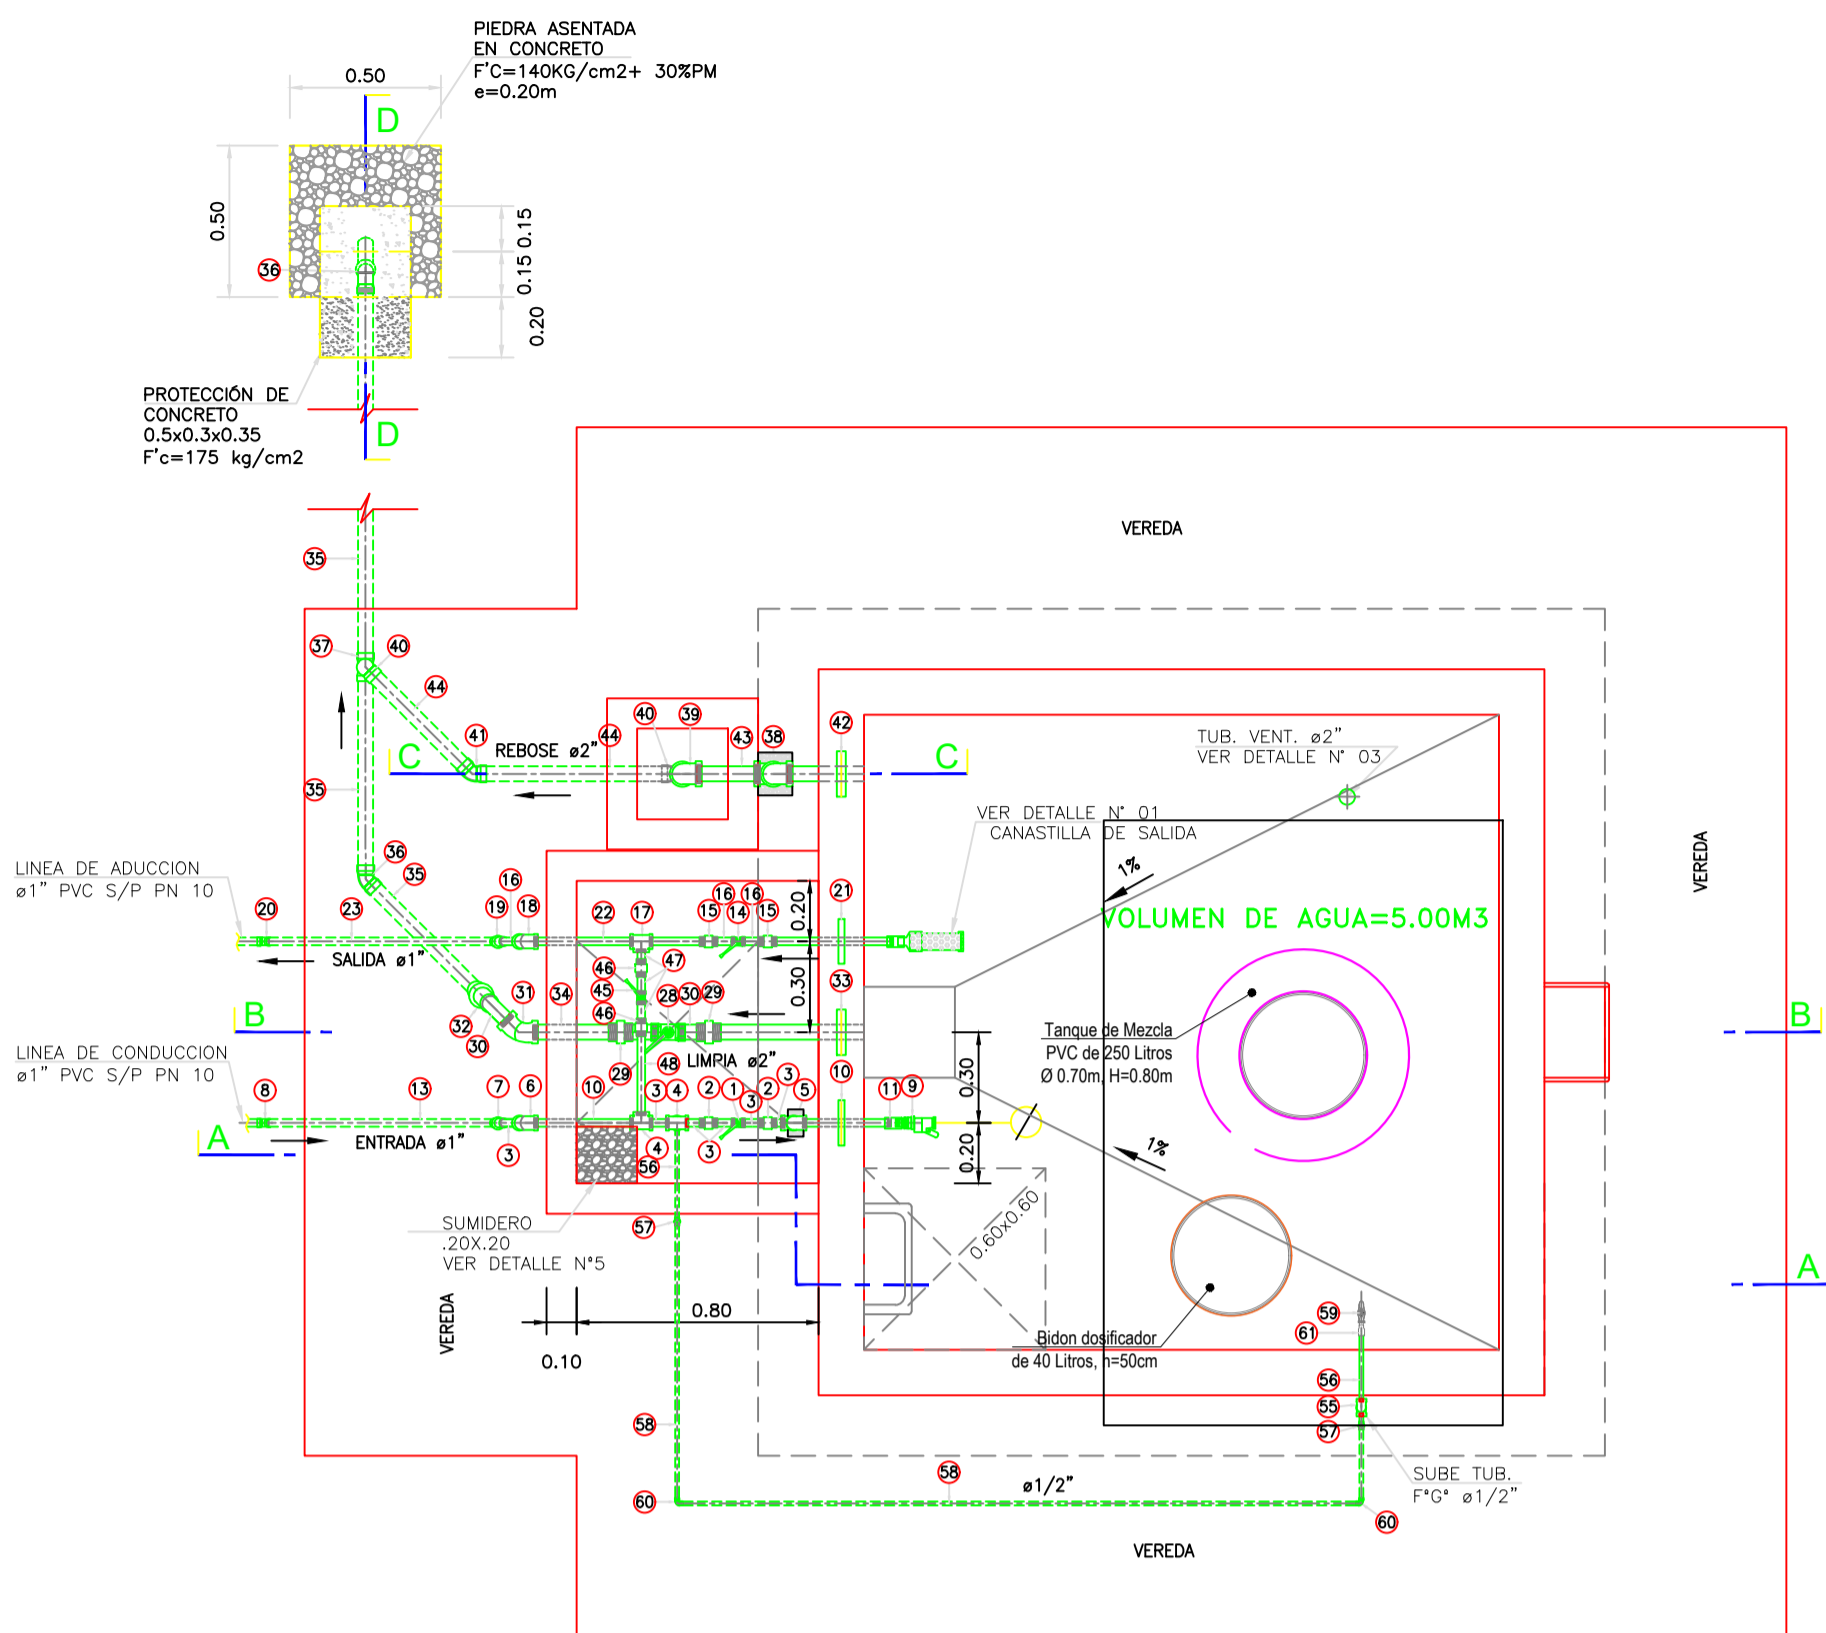 PIEDRA ASENTADA
EN CONCRETO
F'C=140KG/cm2+ 30%PM
e=0.20m
0.50
D
0.50
0.15
0.15
0.20
36
PROTECCIÓN DE
CONCRETO
0.5x0.3x0.35
F'c=175 kg/cm2
D
VEREDA
35
37
40
44
41
REBOSE ø2"
44
40
39
43
38
42
C
C
35
TUB. VENT. ø2"
VER DETALLE N° 03
VER DETALLE N° 01
CANASTILLA DE SALIDA
1%
VEREDA
VOLUMEN DE AGUA=5.00M3
LINEA DE ADUCCION
ø1" PVC S/P PN 10
36
35
20
23
16
19
18
22
17
15
16
14
16
15
21
0.20
SALIDA ø1"
46
47
45
46
28
30
29
33
0.30
31
34
32
30
29
48
LIMPIA ø2"
B
B
LINEA DE CONDUCCION
ø1" PVC S/P PN 10
8
13
7
6
10
3
4
2
1
3
2
3
5
10
11
9
3
4
3
ENTRADA ø1"
A
0.30
0.20
Tanque de Mezcla
PVC de 250 Litros
Ø 0.70m, H=0.80m
1%
56
57
SUMIDERO
.20X.20
VER DETALLE N°5
0.60x0.60
A
VEREDA
0.80
0.10
Bidon dosificador
de 40 Litros, h=50cm
59
61
56
55
57
58
58
ø1/2"
60
60
SUBE TUB.
F°G° ø1/2"
VEREDA